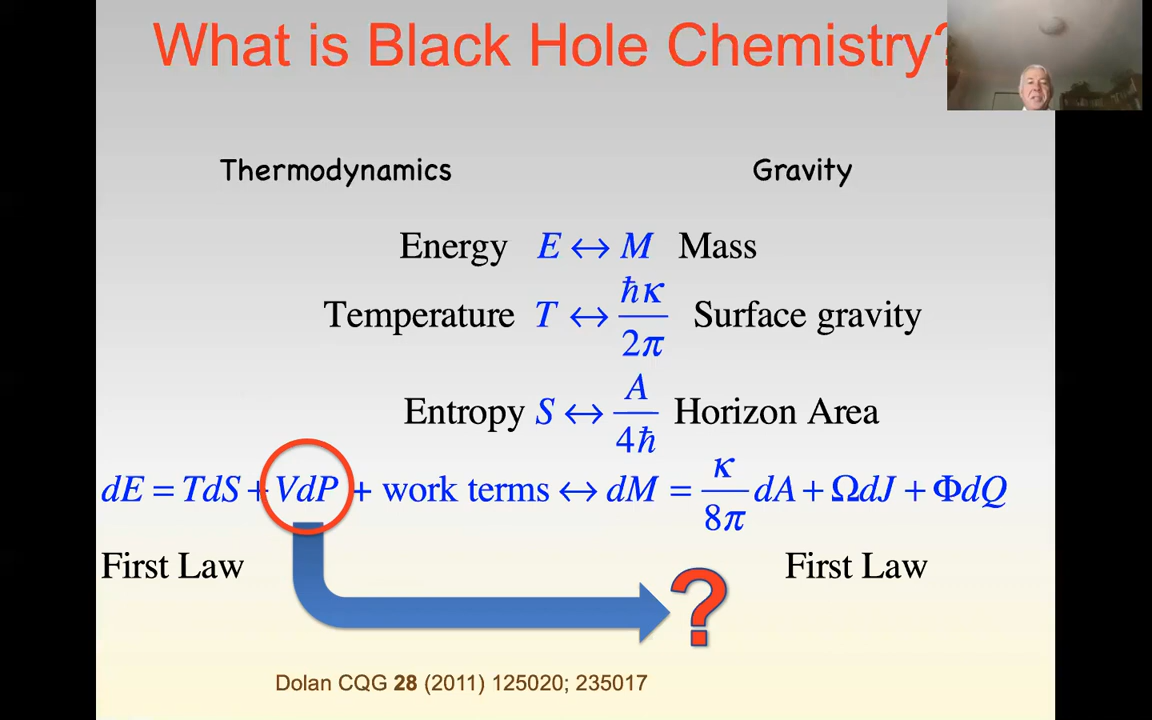 What is Black Hole Chemistry?
Thermodynamics Gravity
Energy E ↔ M Mass
Temperature T ↔ ħκ/2π Surface gravity
Entropy S ↔ A/4ħ Horizon Area
dE = TdS + VdP + work terms ↔ dM = κ/8π dA + ΩdJ + ΦdQ
First Law First Law
?
Dolan CQG 28 (2011) 125020; 235017